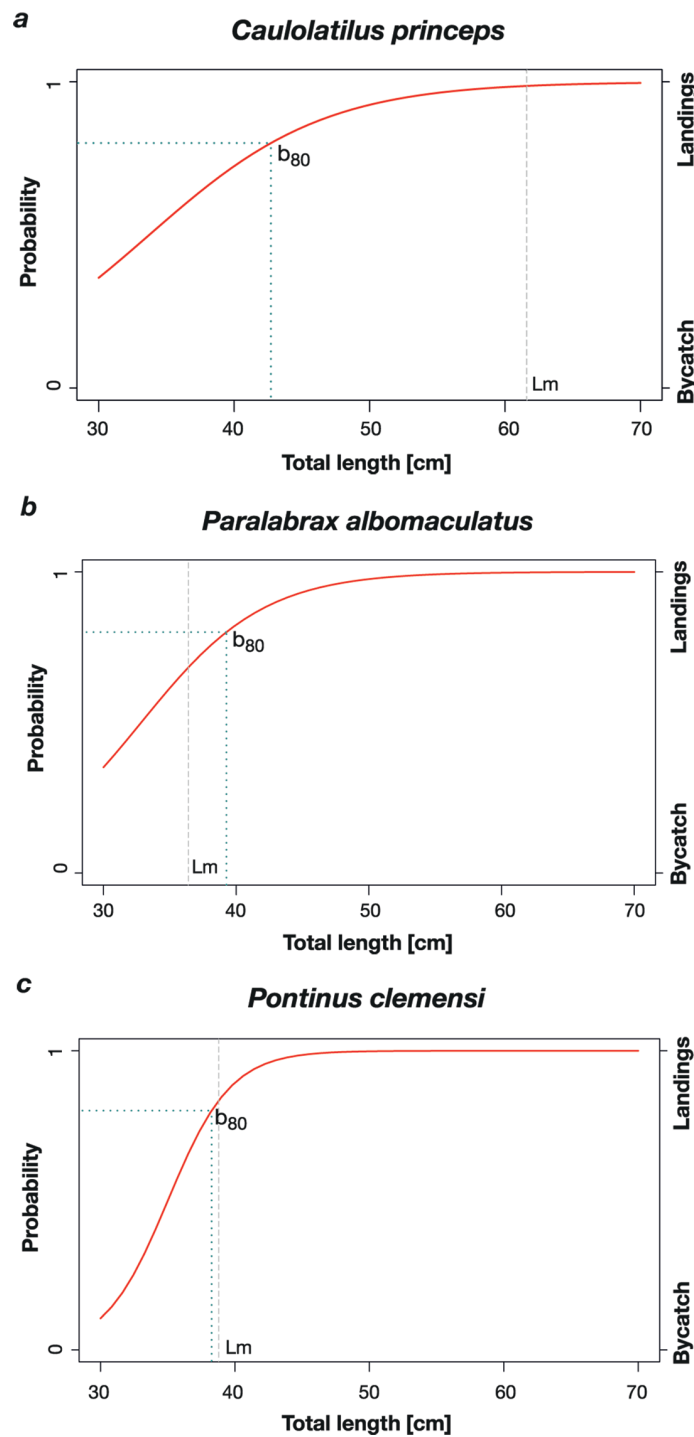 a
Caulolatilus princeps
1
Landings
b80
Probability
0
Lm
Bycatch
30 40 50 60 70
Total length [cm]
b
Paralabrax albomaculatus
1
Landings
b80
Probability
0
Lm
Bycatch
30 40 50 60 70
Total length [cm]
c
Pontinus clemensi
1
Landings
b80
Probability
0
Lm
Bycatch
30 40 50 60 70
Total length [cm]